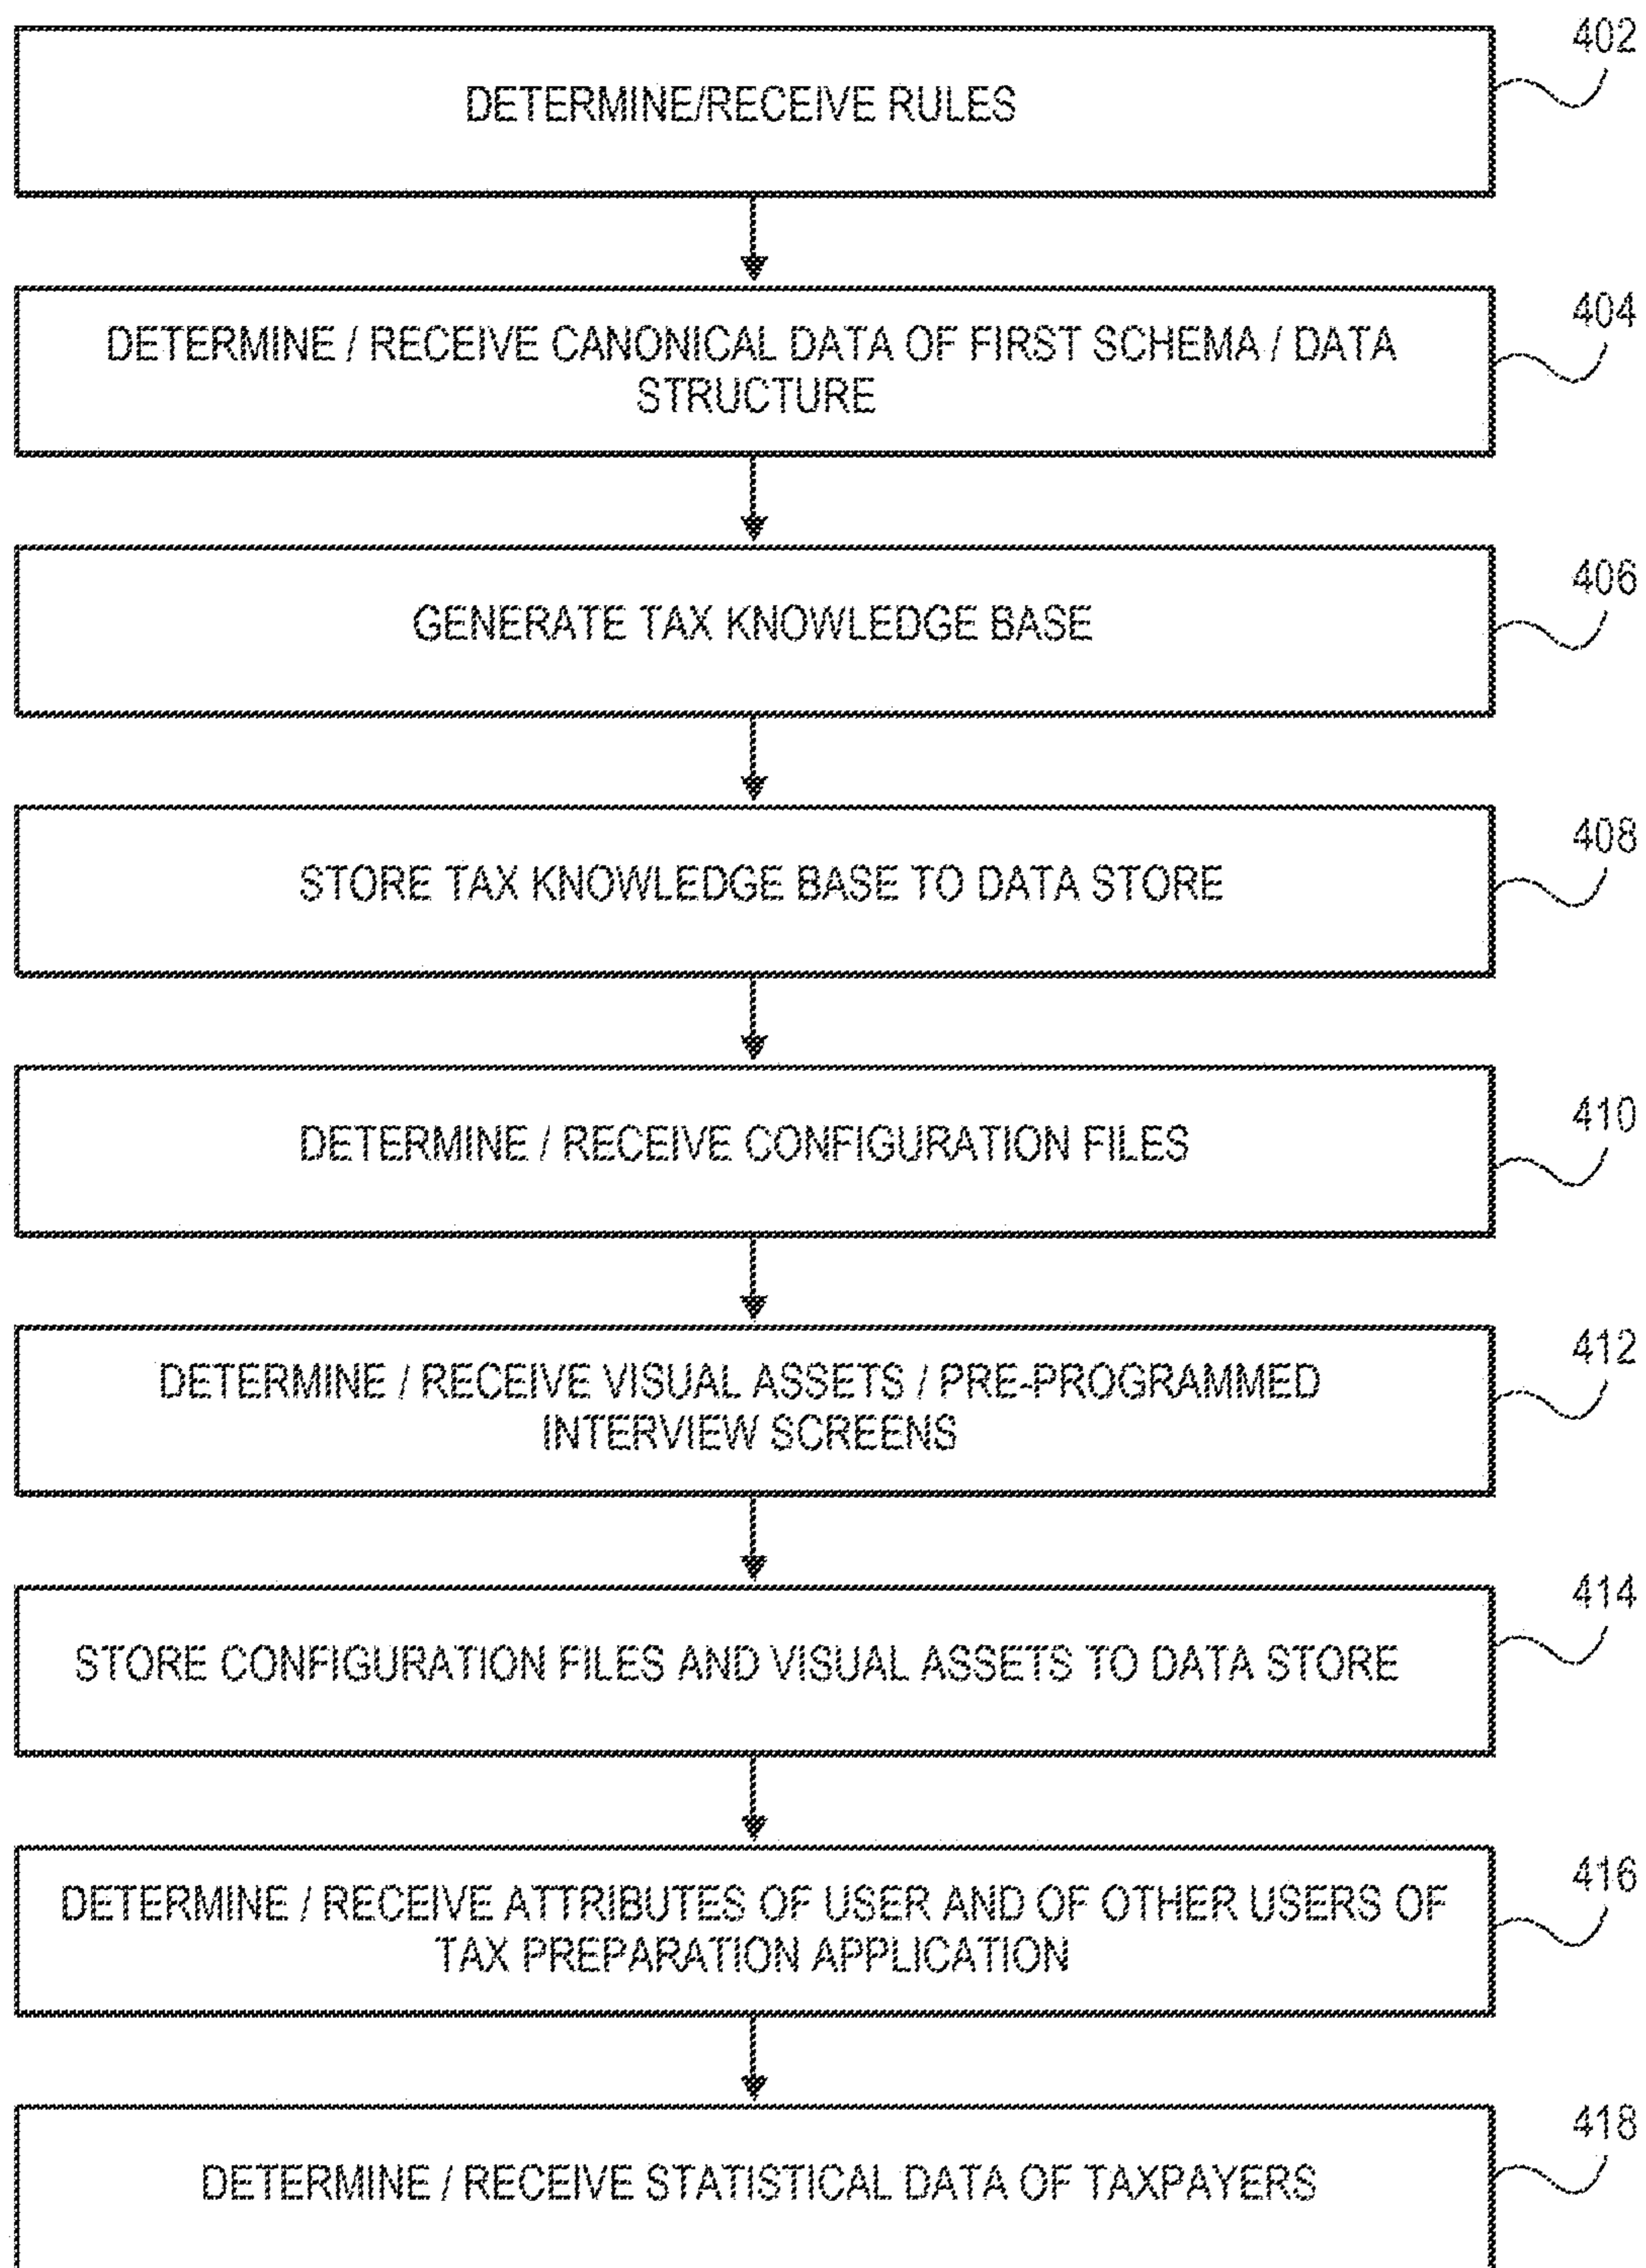 402
DETERMINE/RECEIVE RULES
404
DETERMINE / RECEIVE CANONICAL DATA OF FIRST SCHEMA / DATA
STRUCTURE
406
GENERATE TAX KNOWLEDGE BASE
408
STORE TAX KNOWLEDGE BASE TO DATA STORE
410
DETERMINE / RECEIVE CONFIGURATION FILES
412
DETERMINE / RECEIVE VISUAL ASSETS / PRE-PROGRAMMED
INTERVIEW SCREENS
414
STORE CONFIGURATION FILES AND VISUAL ASSETS TO DATA STORE
416
DETERMINE / RECEIVE ATTRIBUTES OF USER AND OF OTHER USERS OF
TAX PREPARATION APPLICATION
418
DETERMINE / RECEIVE STATISTICAL DATA OF TAXPAYERS